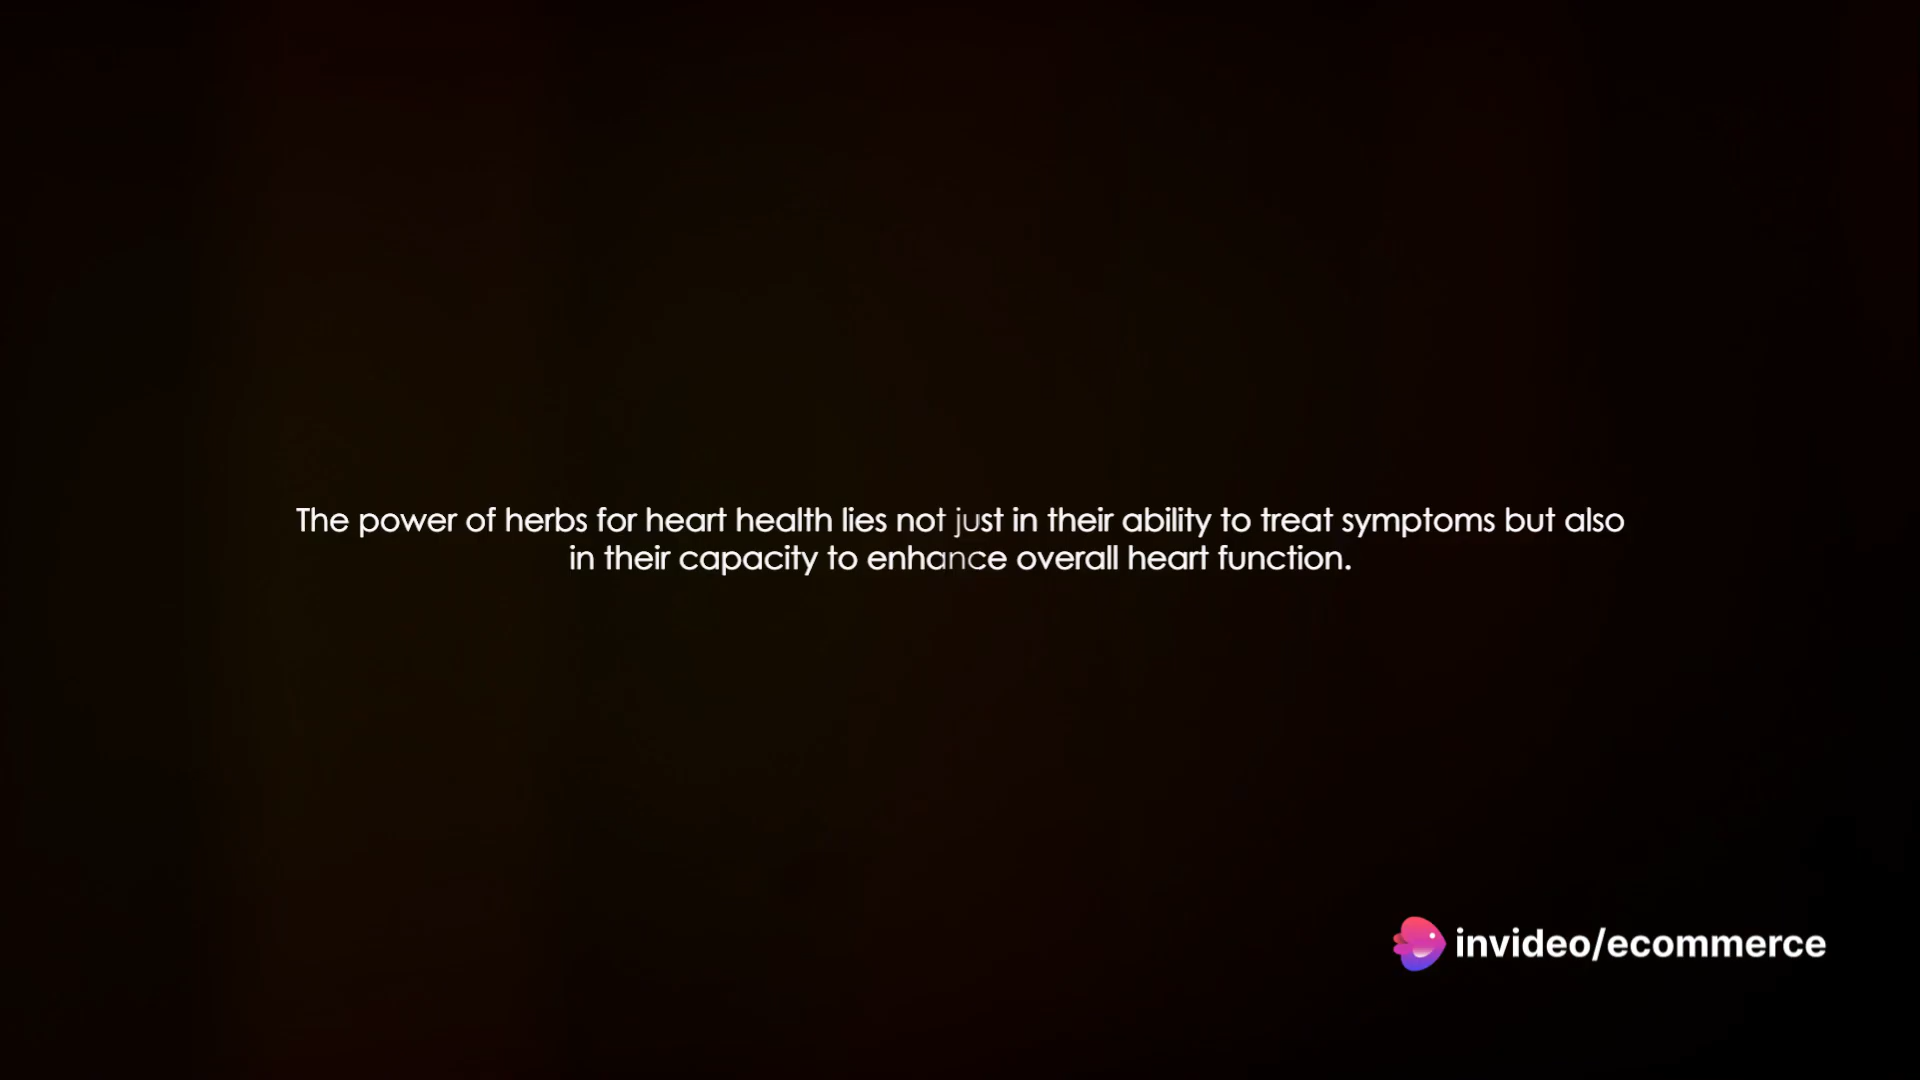 The power of herbs for heart health lies not just in their ability to treat symptoms but also
in their capacity to enhance overall heart function.
invideo/ecommerce